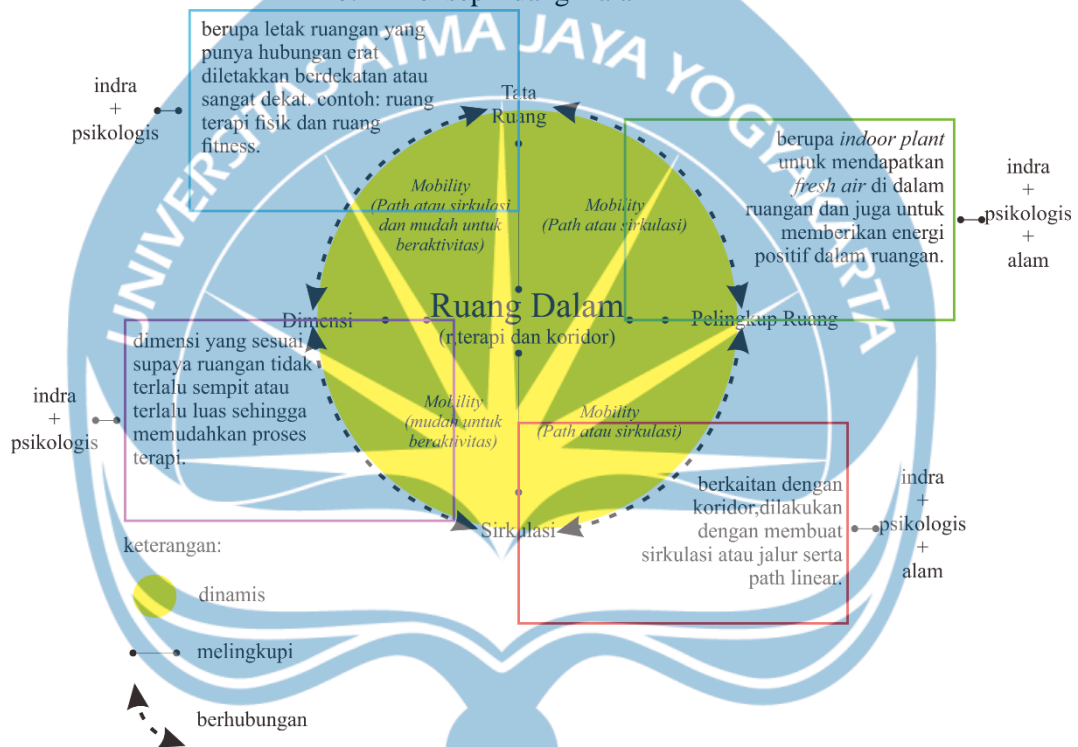 berupa letak ruangan yang
punya hubungan erat
diletakkan berdekatan atau
sangat dekat. contoh: ruang
terapi fisik dan ruang
fitness.
indra
+
psikologis
UNIVERSITAS ATMA JAYA YOGYAKARTA
Tata
Ruang
berupa indoor plant
untuk mendapatkan
fresh air di dalam
ruangan dan juga untuk
memberikan energi
positif dalam ruangan.
indra
+
psikologis
+
alam
Mobility
(Path atau sirkulasi
dan mudah untuk
beraktivitas)
Mobility
(Path atau sirkulasi)
Dimensi
Ruang Dalam
(r,terapi dan koridor)
Pelingkup Ruang
dimensi yang sesuai
supaya ruangan tidak
terlalu sempit atau
terlalu luas sehingga
memudahkan proses
terapi.
indra
+
psikologis
Mobility
(mudah untuk
beraktivitas)
Mobility
(Path atau sirkulasi)
Sirkulasi
berkaitan dengan
koridor,dilakukan
dengan membuat
sirkulasi atau jalur serta
path linear.
indra
+
psikologis
+
alam
keterangan:
dinamis
melingkupi
berhubungan